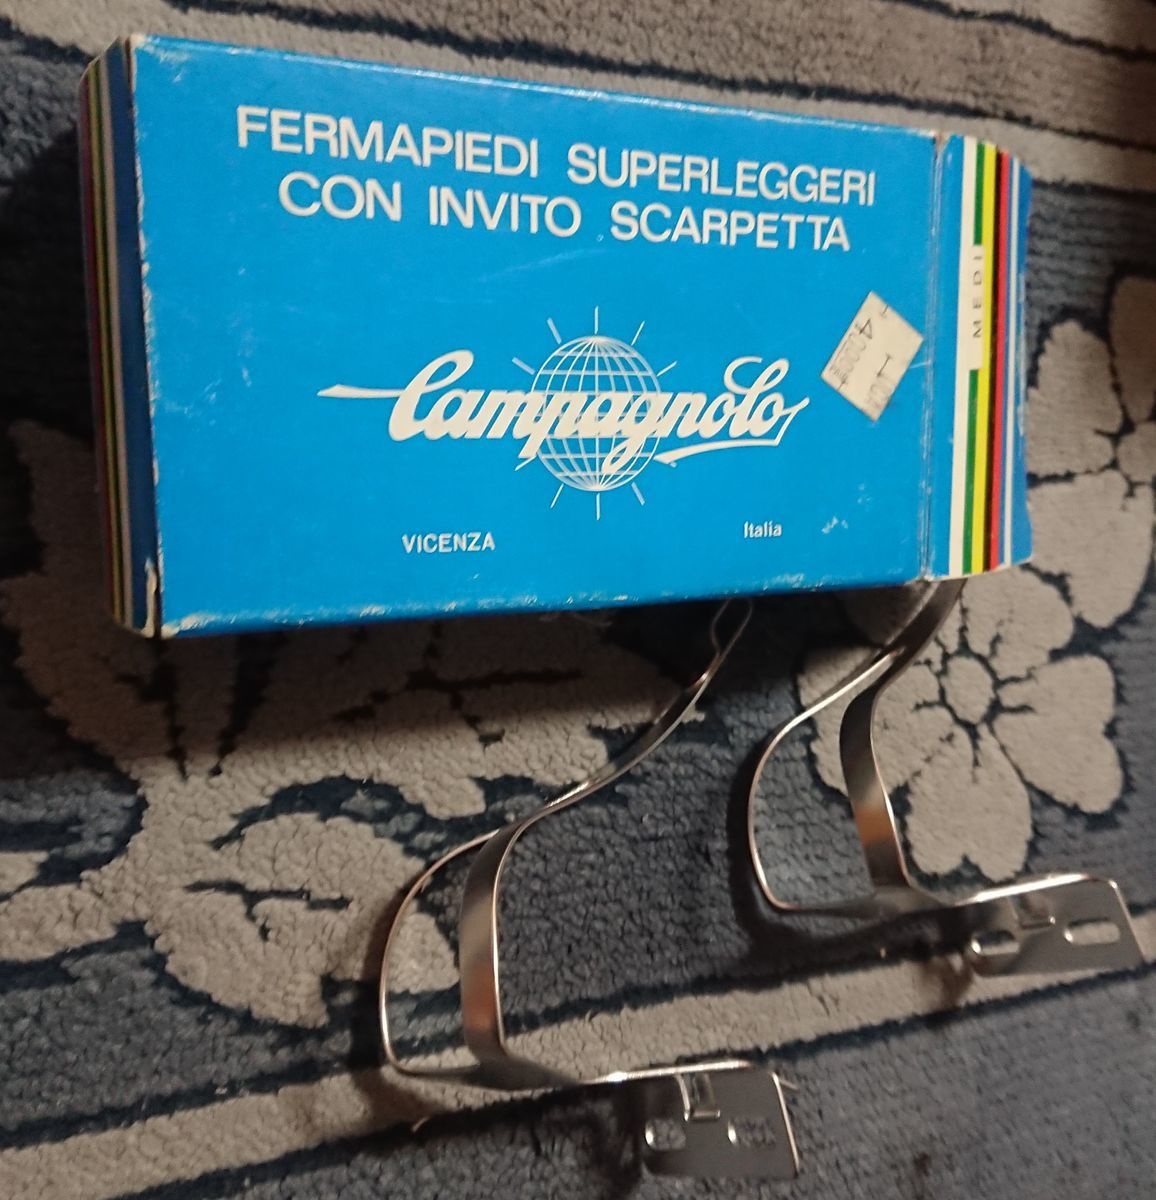 FERMAPIEDI SUPERLEGGERI
CON INVITO SCARPETTA
Campagnolo
VICENZA
Italia
MEDI